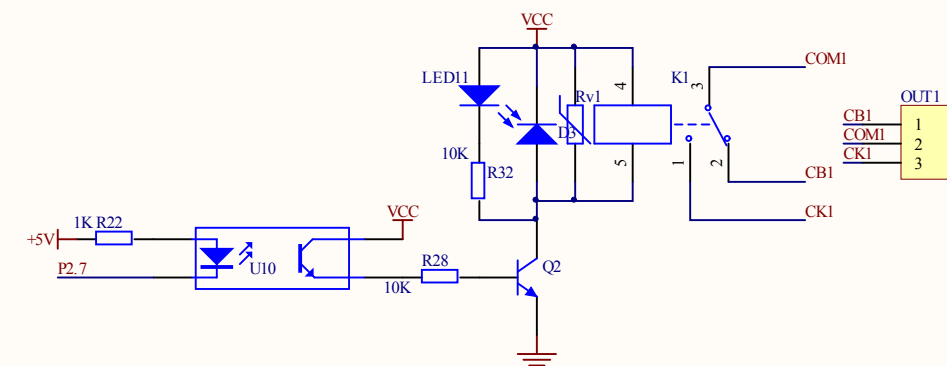 VCC
LED11
Rv1
4
K1
3
COM1
OUT1
CB1 1
COM1 2
CK1 3
D3
10K
R32
5
1
2
CB1
CK1
1K R22
VCC
+5V
P2.7
U10
R28
10K
Q2